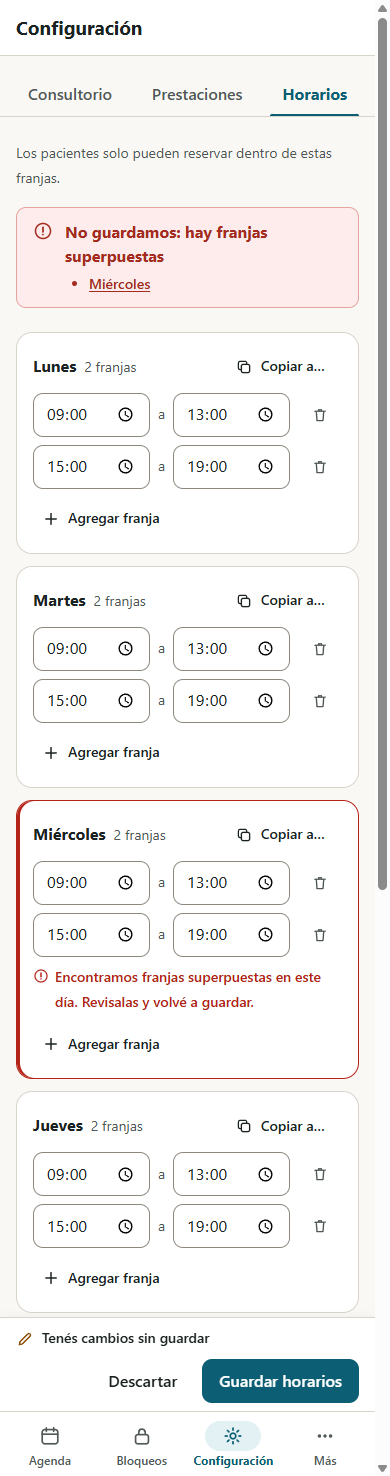 Configuración
Consultorio Prestaciones Horarios
Los pacientes solo pueden reservar dentro de estas
franjas.
No guardamos: hay franjas
superpuestas
• Miércoles
Lunes 2 franjas Copiar a...
09:00 a 13:00
15:00 a 19:00
+ Agregar franja
Martes 2 franjas Copiar a...
09:00 a 13:00
15:00 a 19:00
+ Agregar franja
Miércoles 2 franjas Copiar a...
09:00 a 13:00
15:00 a 19:00
Encontramos franjas superpuestas en este
día. Revisalas y volvé a guardar.
+ Agregar franja
Jueves 2 franjas Copiar a...
09:00 a 13:00
15:00 a 19:00
+ Agregar franja
Tenés cambios sin guardar
Descartar Guardar horarios
Agenda Bloqueos Configuración Más